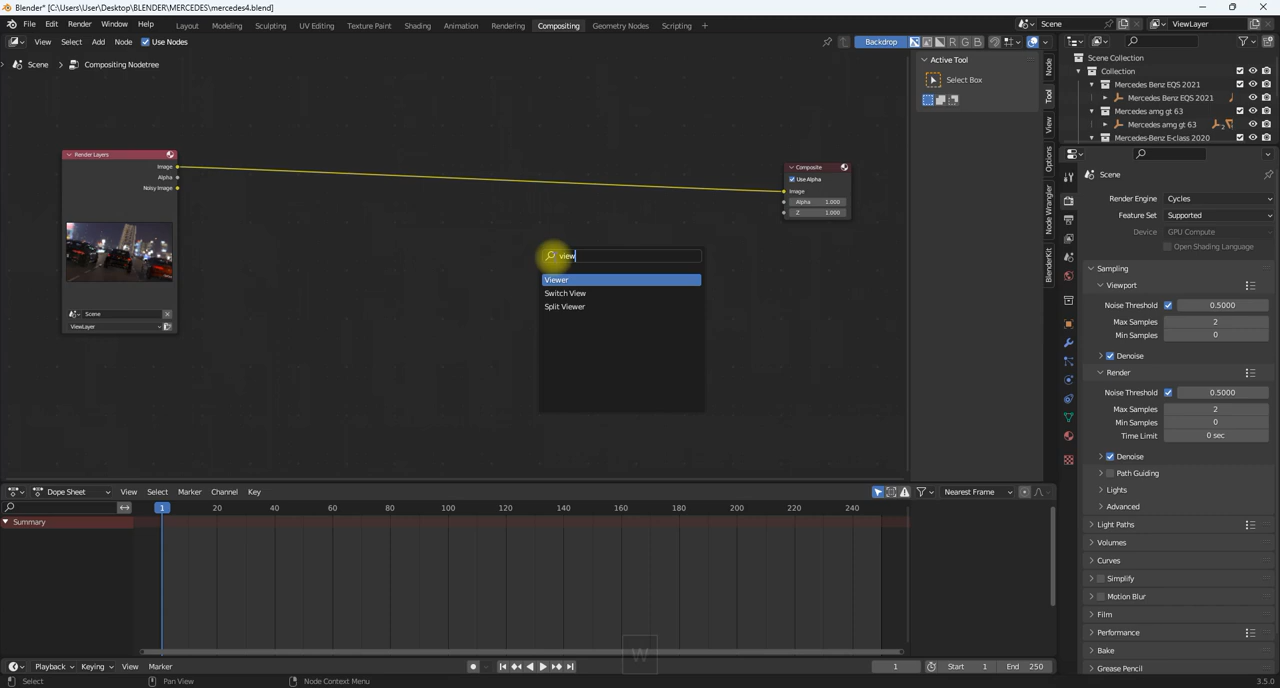 Blender* [C:\Users\User\Desktop\BLENDER\MERCEDES\mercedes4.blend]
File Edit Render Window Help Layout Modeling Sculpting UV Editing Texture Paint Shading Animation Rendering Compositing Geometry Nodes Scripting + Scene ViewLayer
View Select Add Node Use Nodes Backdrop R G B
Scene > Compositing Nodetree
Active Tool
Select Box
Node
Tool
View
Options
Node Wrangler
BlenderKit
Scene Collection
Collection
Mercedes Benz EQS 2021
Mercedes Benz EQS 2021
Mercedes amg gt 63
Mercedes amg gt 63 2
Mercedes-Benz E-class 2020
Render Layers
Image
Alpha
Noisy Image
Scene
ViewLayer
Composite
Use Alpha
Image
Alpha 1.000
Z 1.000
view
Viewer
Switch View
Split Viewer
Scene
Render Engine Cycles
Feature Set Supported
Device GPU Compute
Open Shading Language
Sampling
Viewport
Noise Threshold 0.5000
Max Samples 2
Min Samples 0
Denoise
Render
Noise Threshold 0.5000
Max Samples 2
Min Samples 0
Time Limit 0 sec
Denoise
Path Guiding
Lights
Advanced
Light Paths
Volumes
Curves
Simplify
Motion Blur
Film
Performance
Bake
Grease Pencil
Dope Sheet View Select Marker Channel Key Nearest Frame
1 20 40 60 80 100 120 140 160 180 200 220 240
Summary
W
Playback Keying View Marker 1 Start 1 End 250
Select Pan View Node Context Menu 3.5.0